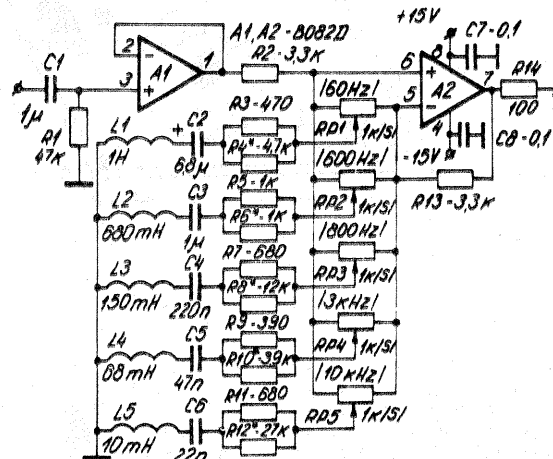 A1, A2 - B082D
+15V
C7-0,1
C1
1µ
2
3
A1
1
R2-3,3K
8
6
5
A2
7
4
R14
100
C8-0,1
-15V
R1
47K
L1
1H
+
C2
6,8µ
R3-470
R4*-4,7K
|60Hz|
RP1
1K/S/
L2
680mH
C3
1µ
R5-1K
R6*-1K
|600Hz|
RP2
1K/S/
R13-3,3K
L3
150mH
C4
220n
R7-680
R8*-12K
|800Hz|
RP3
1K/S/
L4
68mH
C5
47n
R9-390
R10*-39K
|3KHz|
RP4
1K/S/
L5
10mH
C6
22n
R11-680
R12*-27K
|10KHz|
RP5
1K/S/